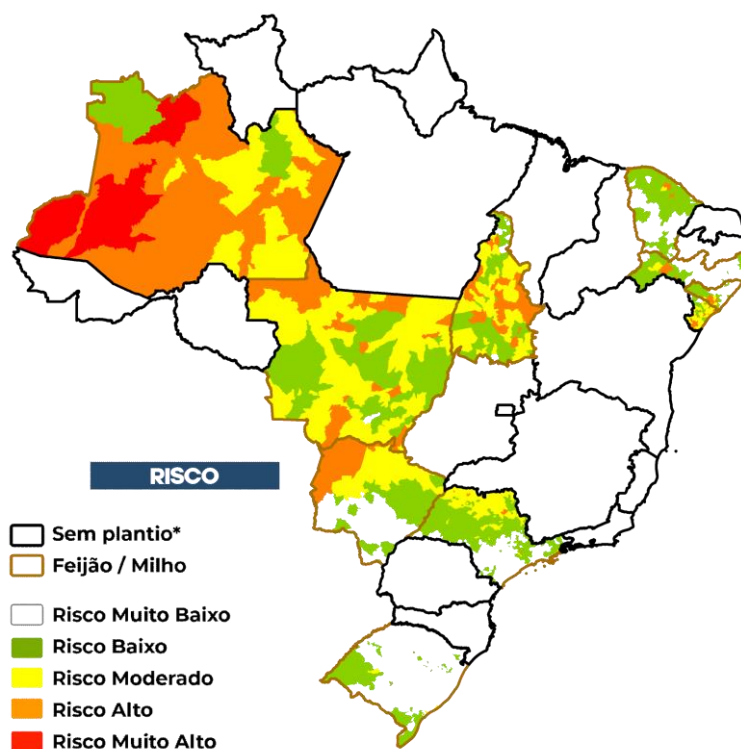 RISCO
Sem plantio*
Feijão / Milho
Risco Muito Baixo
Risco Baixo
Risco Moderado
Risco Alto
Risco Muito Alto